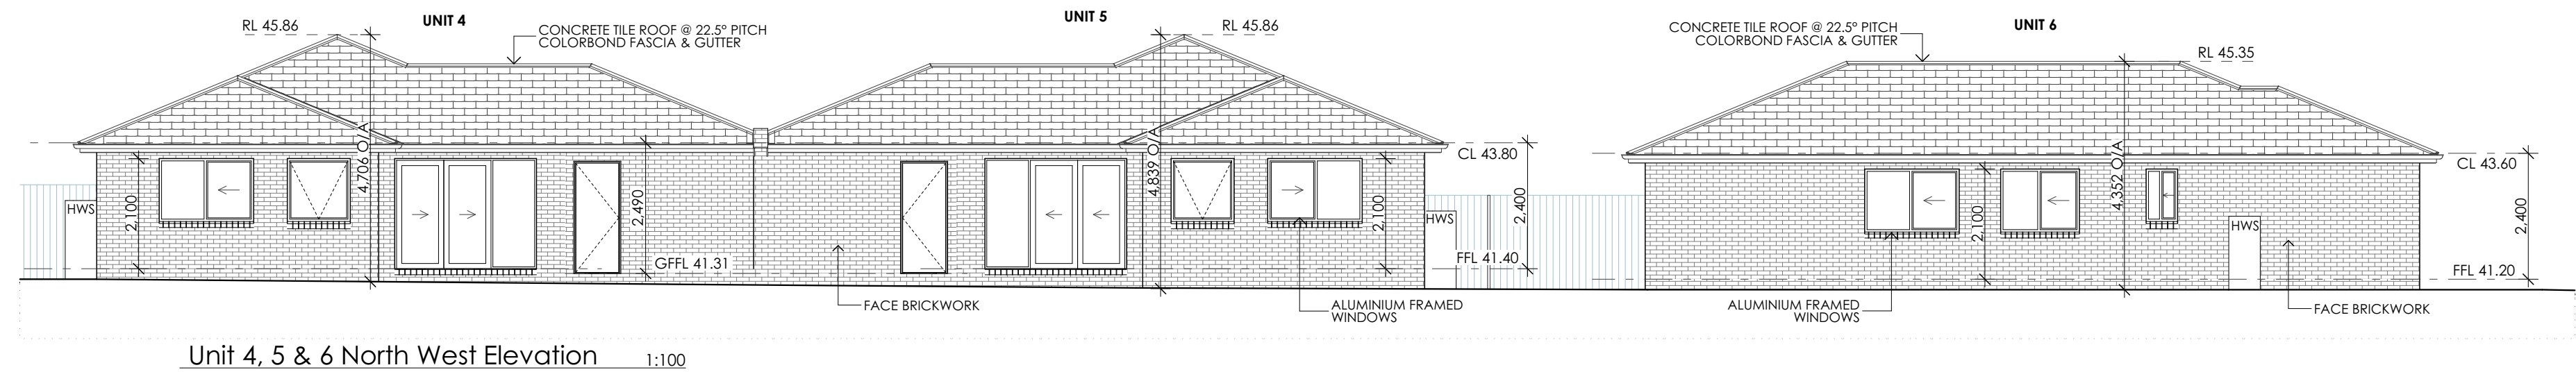 UNIT 4
RL 45.86
CONCRETE TILE ROOF @ 22.5° PITCH
COLORBOND FASCIA & GUTTER
4,706 O/A
HWS
2,100
2,490
GFFL 41.31
UNIT 5
RL 45.86
4,839 O/A
CL 43.80
2,100
2,400
HWS
FFL 41.40
FACE BRICKWORK
ALUMINIUM FRAMED
WINDOWS
UNIT 6
CONCRETE TILE ROOF @ 22.5° PITCH
COLORBOND FASCIA & GUTTER
RL 45.35
4,352 O/A
CL 43.60
2,100
HWS
2,400
FFL 41.20
ALUMINIUM FRAMED
WINDOWS
FACE BRICKWORK
Unit 4, 5 & 6 North West Elevation 1:100